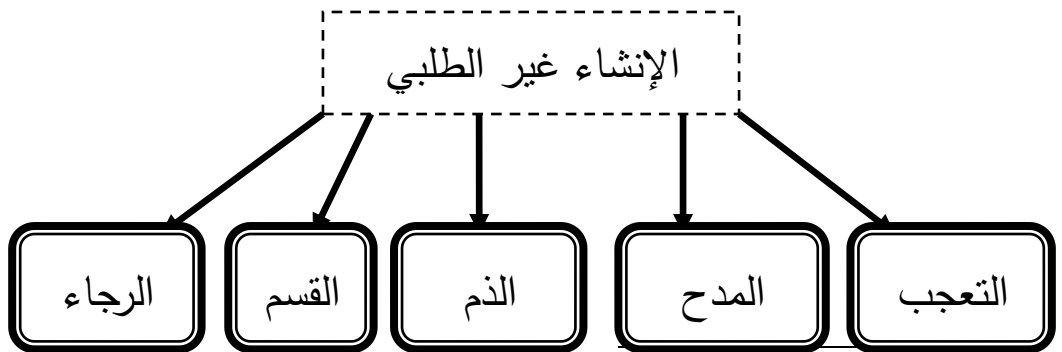 الإنشاء غير الطلبي
التعجب
المدح
الذم
القسم
الرجاء